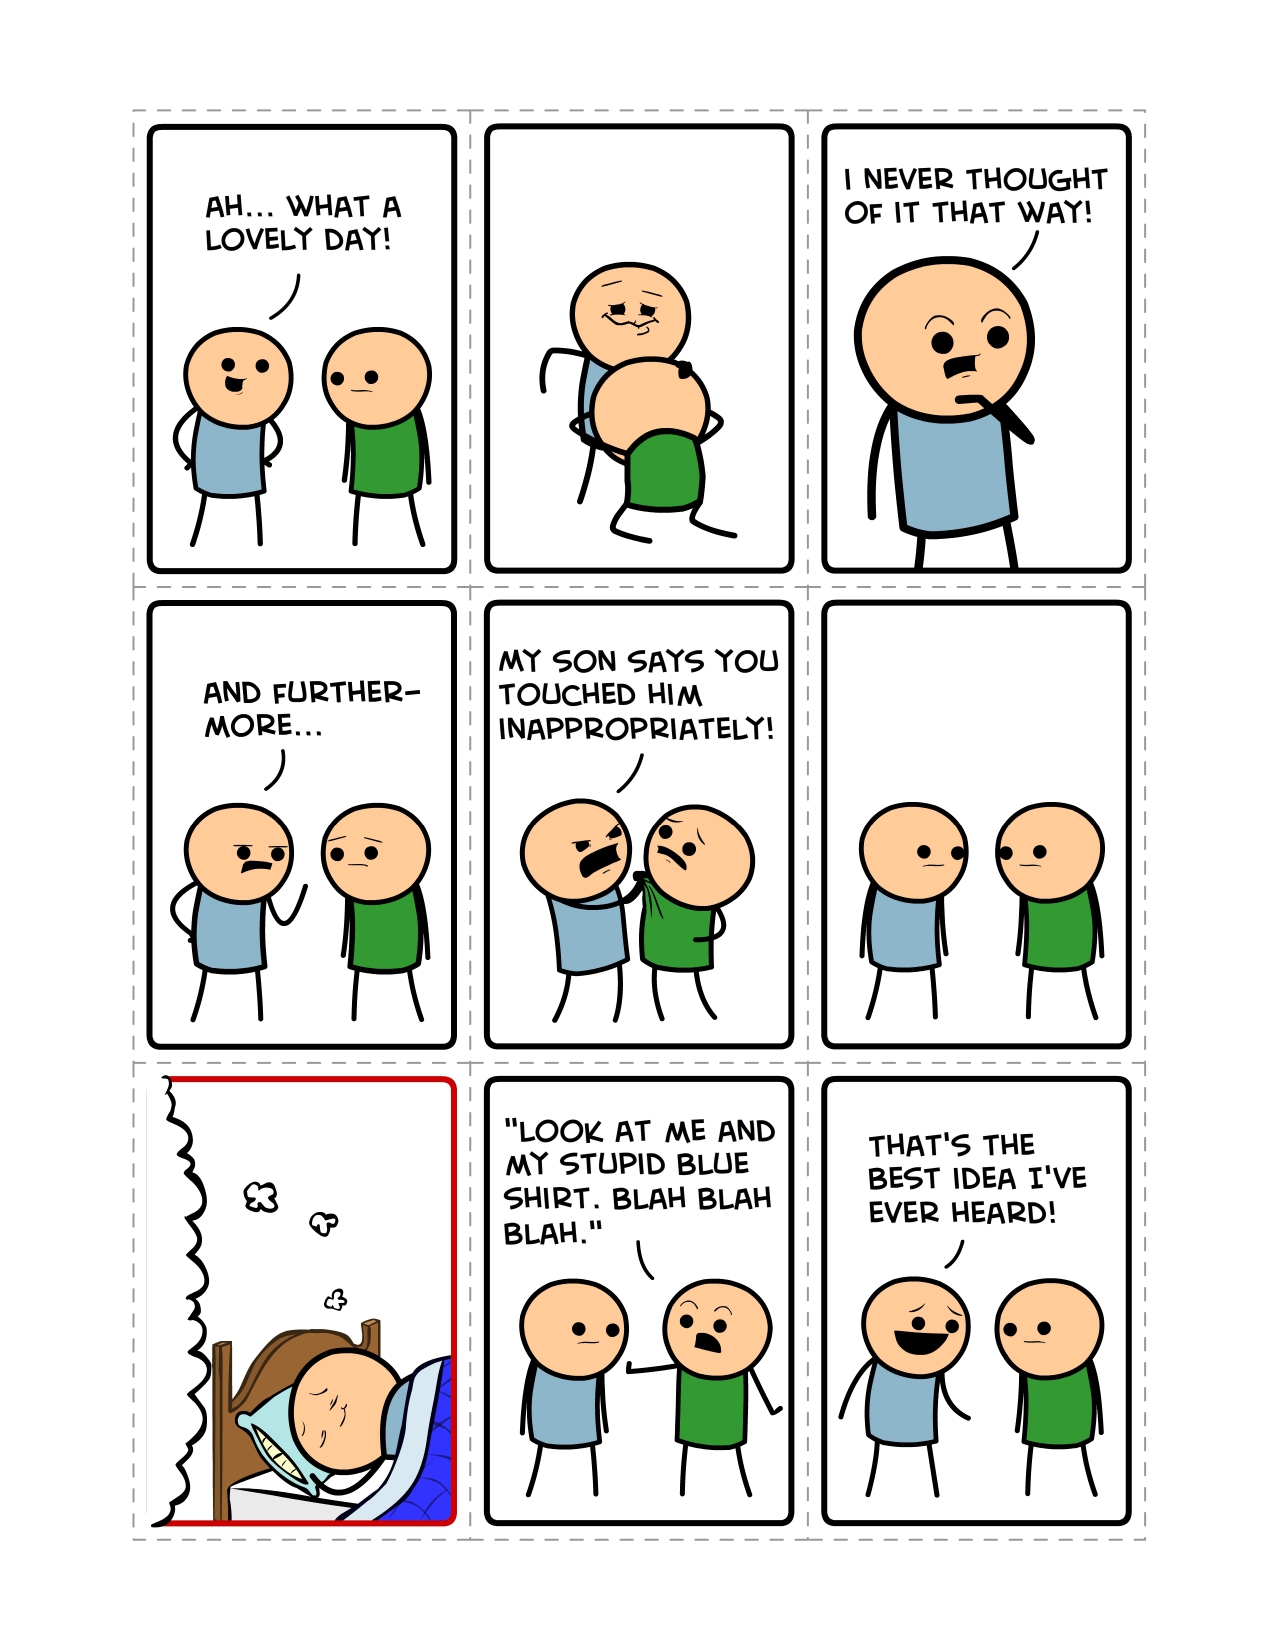 AH... WHAT A
LOVELY DAY!
I NEVER THOUGHT
OF IT THAT WAY!
AND FURTHER-
MORE...
MY SON SAYS YOU
TOUCHED HIM
INAPPROPRIATELY!
"LOOK AT ME AND
MY STUPID BLUE
SHIRT. BLAH BLAH
BLAH."
THAT'S THE
BEST IDEA I'VE
EVER HEARD!